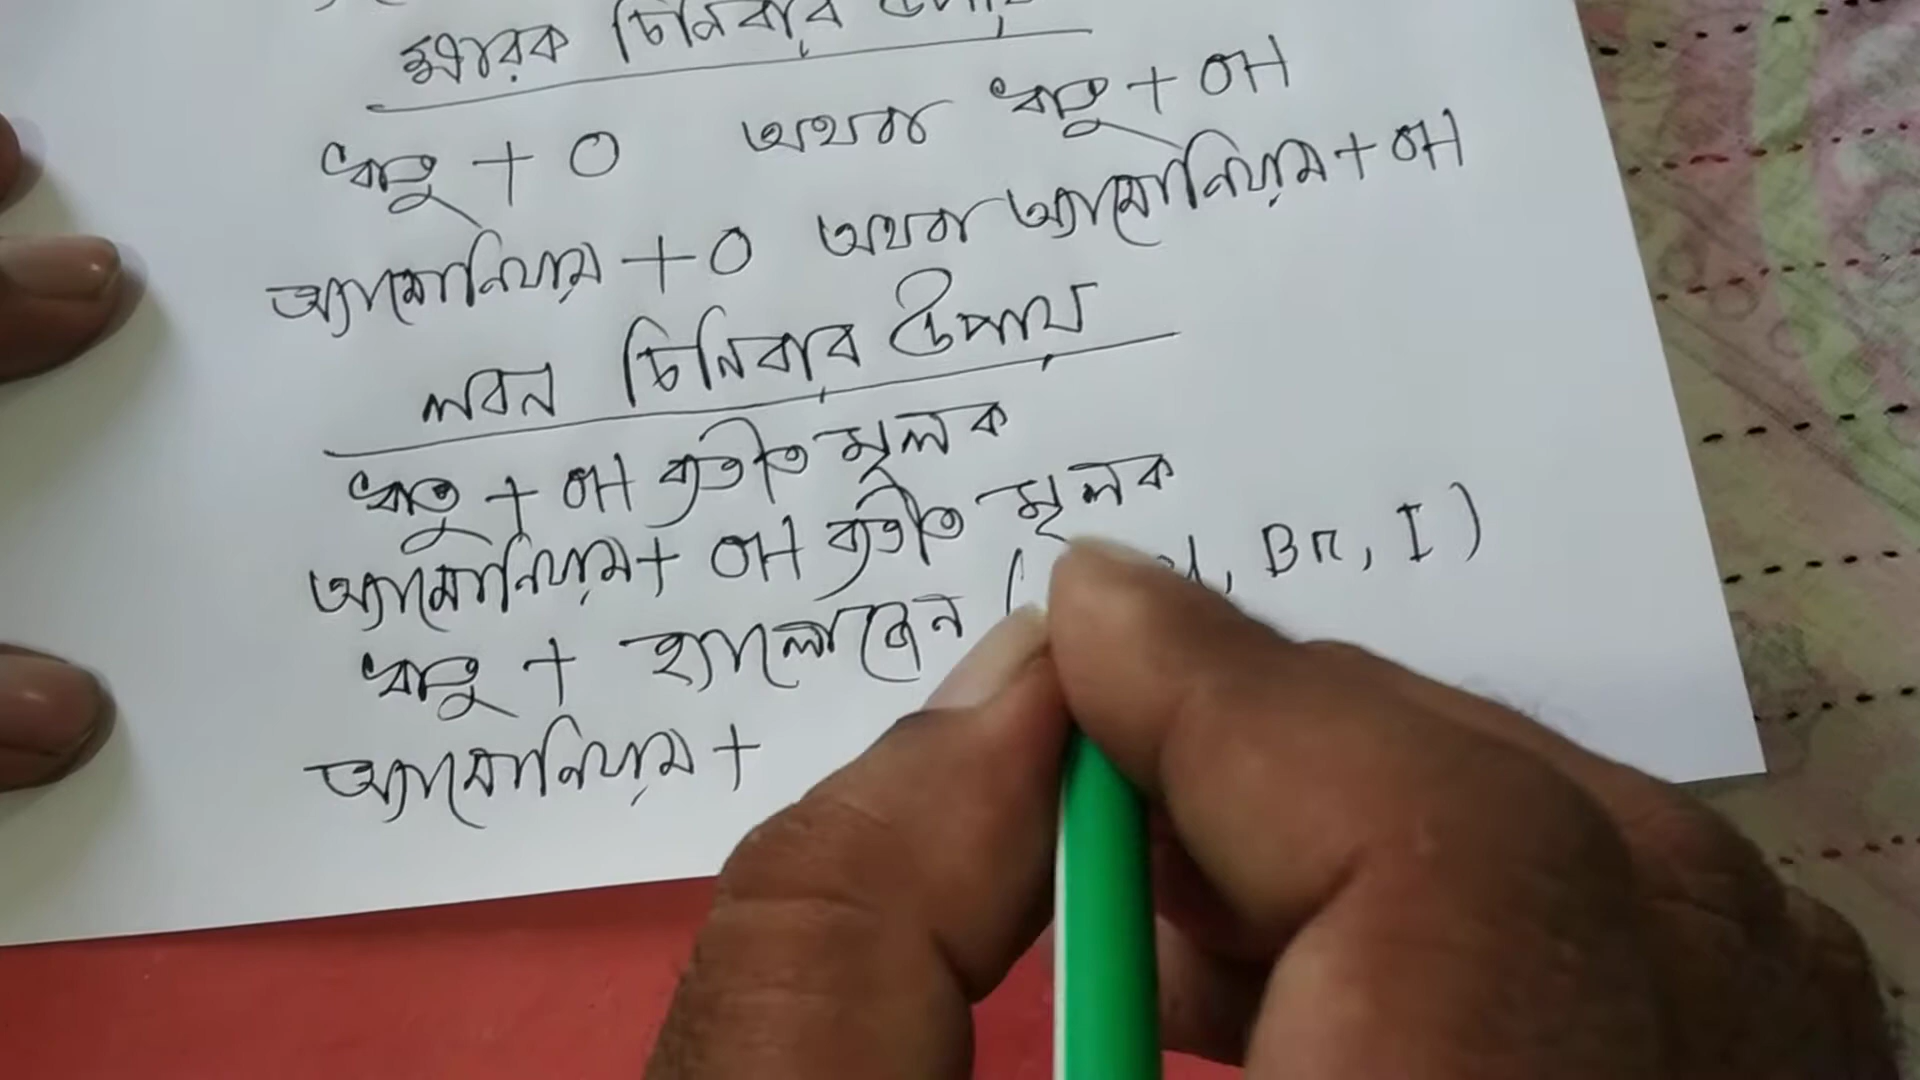 ক্ষারক চিনিবার উপায়
ধাতু + O অথবা ধাতু + OH
অ্যামোনিয়াম + O অথবা অ্যামোনিয়াম + OH
লবন চিনিবার উপায়
ধাতু + OH ব্যতীত মূলক
অ্যামোনিয়াম + OH ব্যতীত মূলক
ধাতু + হ্যালোজেন ( , Br, I )
অ্যামোনিয়াম +